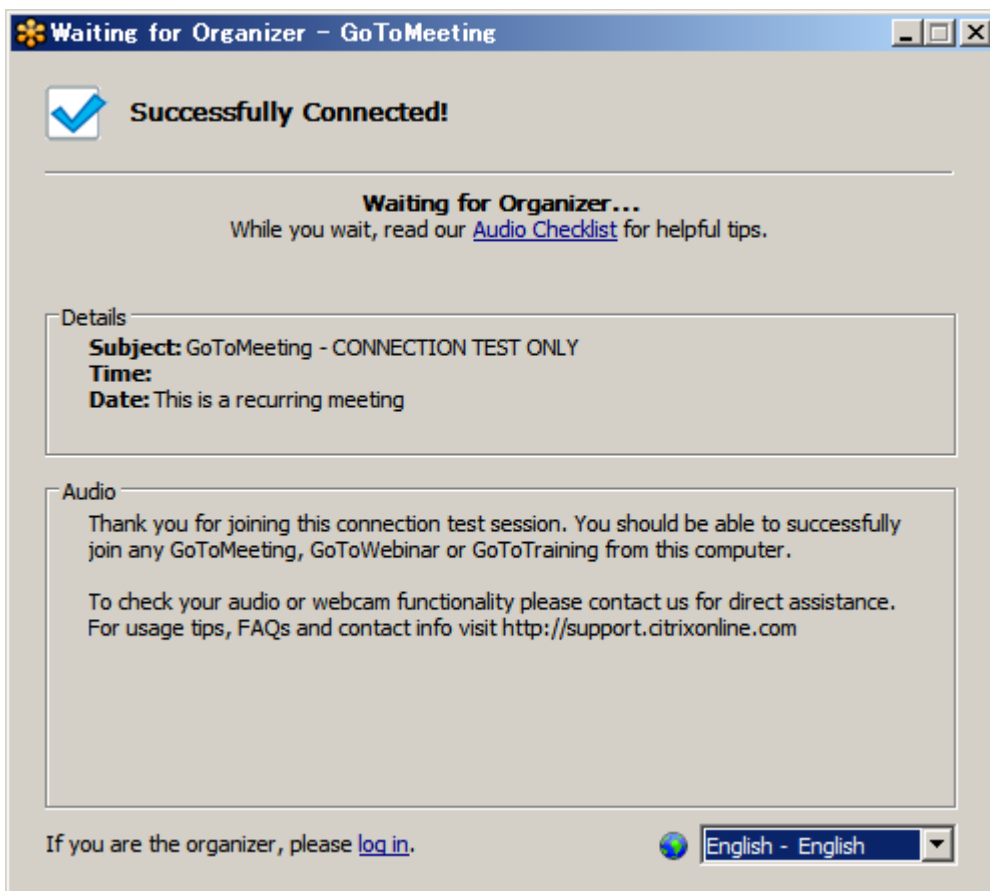 Waiting for Organizer - GoToMeeting
Successfully Connected!
Waiting for Organizer...
While you wait, read our Audio Checklist for helpful tips.
Details
Subject: GoToMeeting - CONNECTION TEST ONLY
Time:
Date: This is a recurring meeting
Audio
Thank you for joining this connection test session. You should be able to successfully
join any GoToMeeting, GoToWebinar or GoToTraining from this computer.
To check your audio or webcam functionality please contact us for direct assistance.
For usage tips, FAQs and contact info visit http://support.citrixonline.com
If you are the organizer, please log in.
English - English